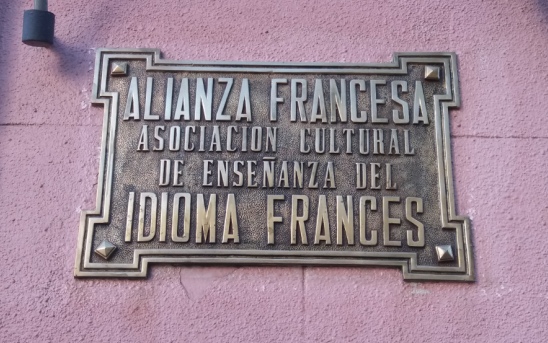 ALIANZA FRANCESA
ASOCIACION CULTURAL
DE ENSEÑANZA DEL
IDIOMA FRANCES